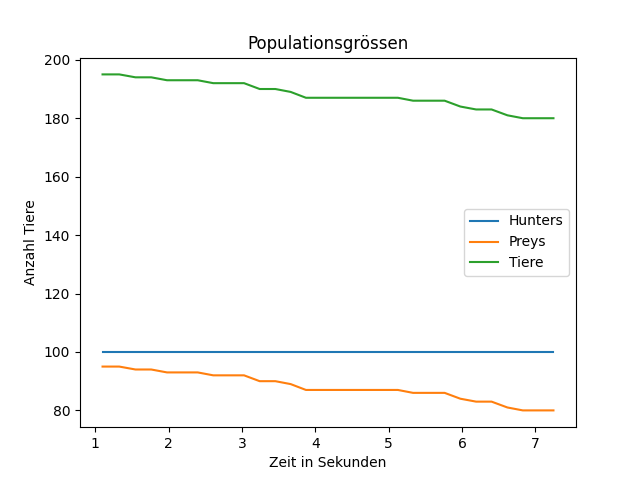 Populationsgrössen
Anzahl Tiere
200
180
160
140
120
100
80
Hunters
Preys
Tiere
1 2 3 4 5 6 7
Zeit in Sekunden